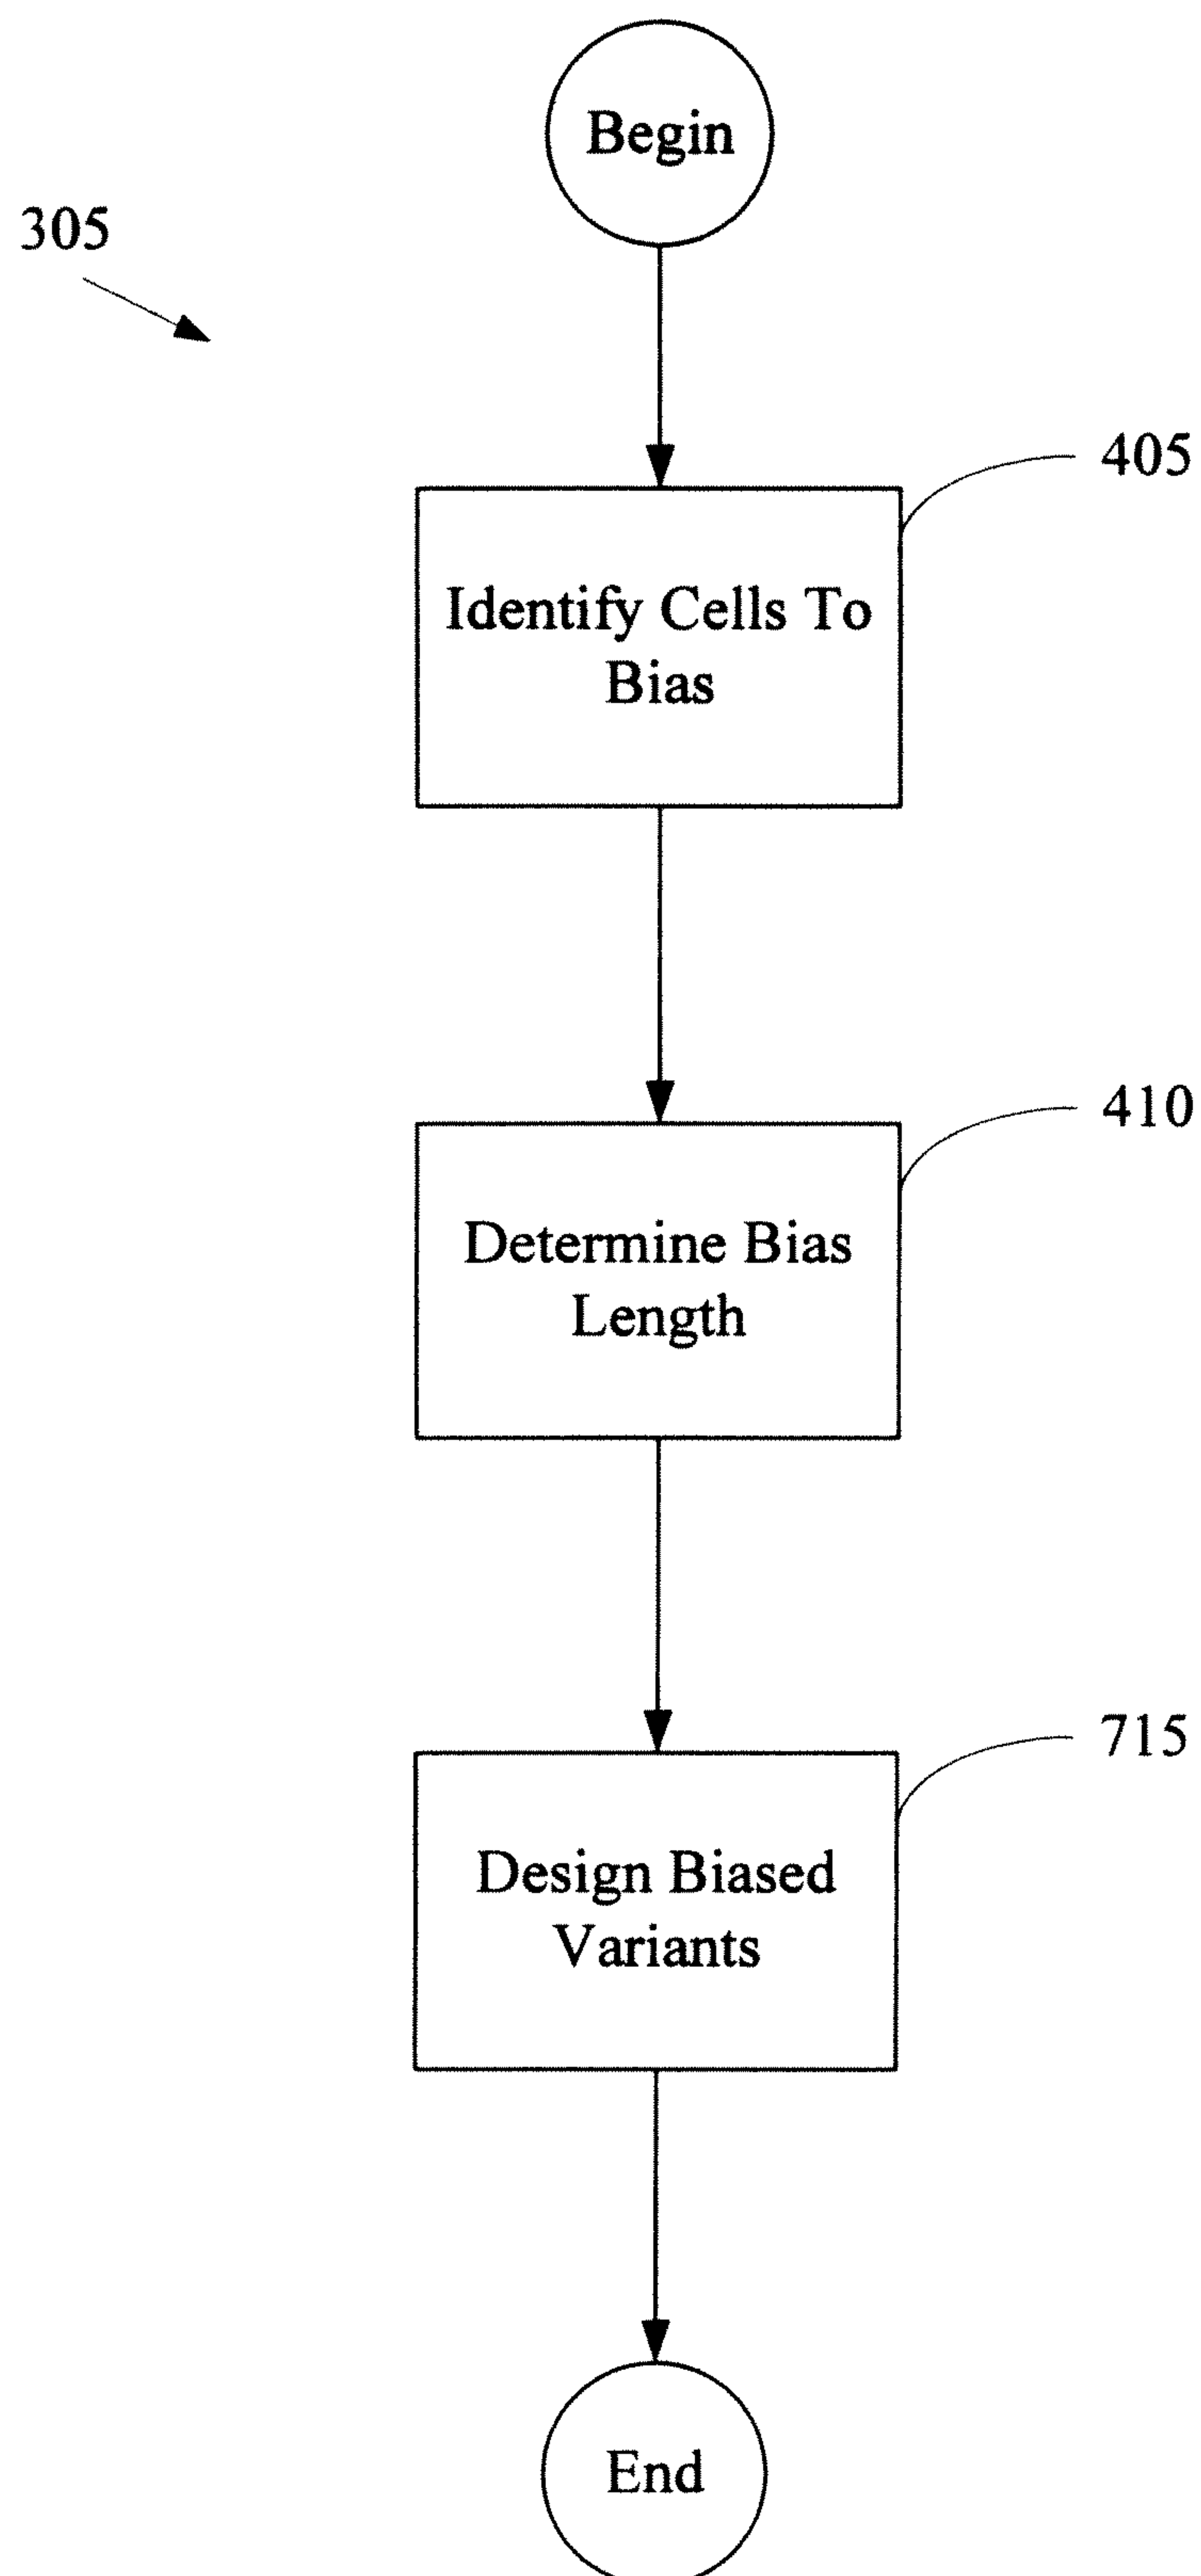 Begin
305
405
Identify Cells To
Bias
410
Determine Bias
Length
715
Design Biased
Variants
End